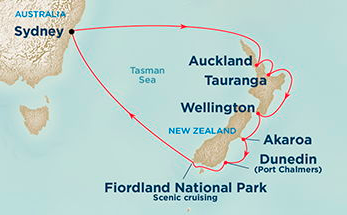 AUSTRALIA
Sydney
Auckland
Tasman
Sea
Tauranga
Wellington
NEW ZEALAND
Akaroa
Dunedin
(Port Chalmers)
Fiordland National Park
Scenic cruising